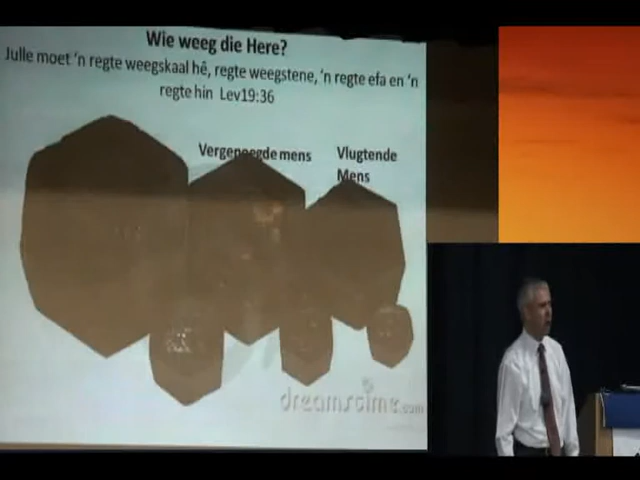 Wie weeg die Here?
Julle moet 'n regte weegskaal hê, regte weegstene, 'n regte efa en 'n
regte hin Lev19:36
Vergenoegde mens
Vlugtende
Mens
dreamstime.com